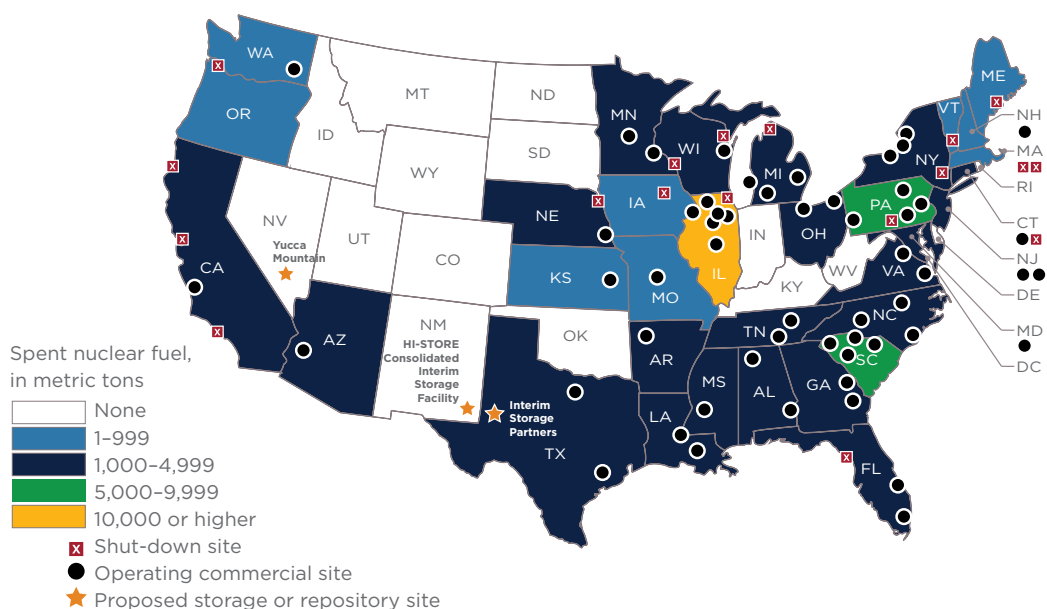 WA
OR
CA
ID
NV
Yucca
Mountain
MT
WY
UT
AZ
CO
NM
HI-STORE
Consolidated
Interim
Storage
Facility
Interim
Storage
Partners
ND
SD
NE
KS
OK
TX
MN
IA
MO
AR
LA
WI
IL
MI
IN
OH
KY
WV
TN
MS
AL
GA
FL
SC
NC
VA
PA
NY
VT
ME
NH
MA
RI
CT
NJ
DE
MD
DC
Spent nuclear fuel,
in metric tons
None
1–999
1,000–4,999
5,000–9,999
10,000 or higher
X Shut-down site
Operating commercial site
Proposed storage or repository site